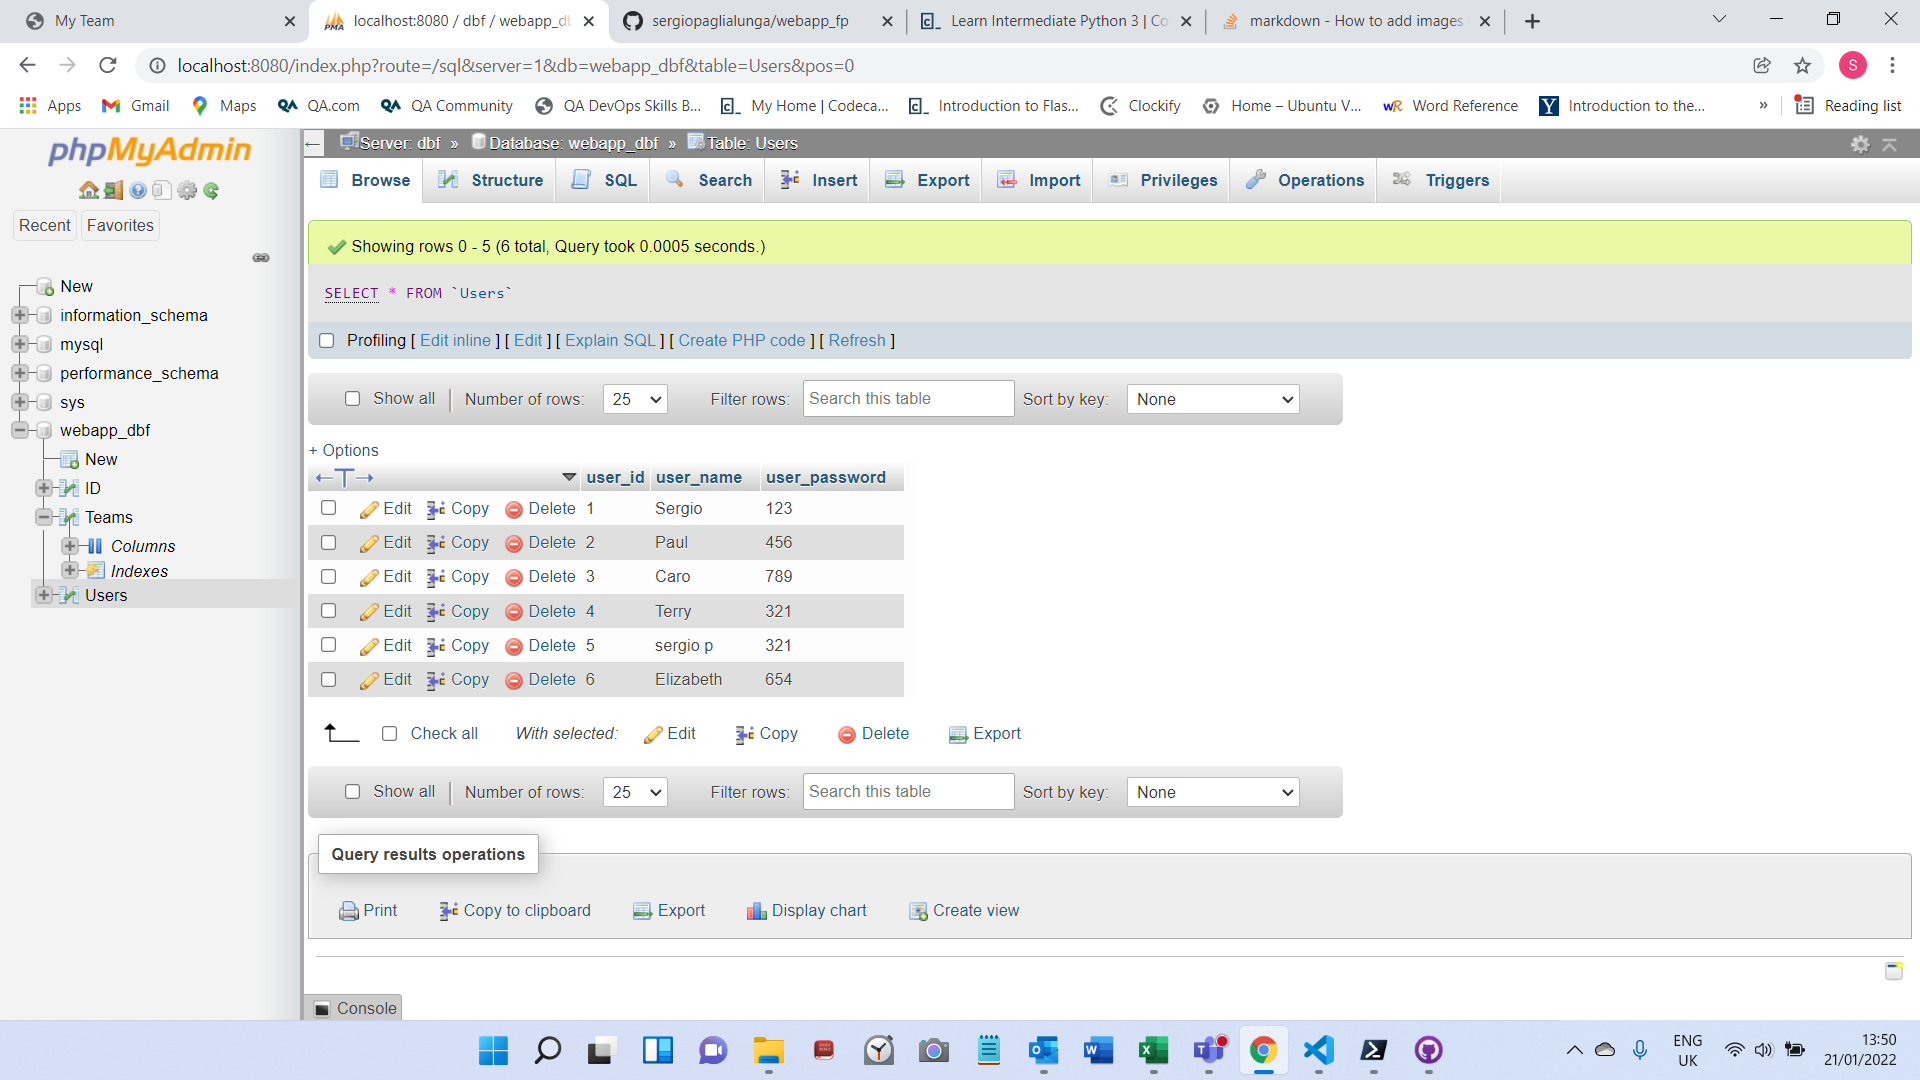 My Team
localhost:8080 / dbf / webapp_db
sergiopaglialunga/webapp_fp
Learn Intermediate Python 3 | Co
markdown - How to add images
localhost:8080/index.php?route=/sql&server=1&db=webapp_dbf&table=Users&pos=0
S
Apps
Gmail
Maps
QA.com
QA Community
QA DevOps Skills B...
My Home | Codeca...
Introduction to Flas...
Clockify
Home – Ubuntu V...
Word Reference
Introduction to the...
»
Reading list
phpMyAdmin
Recent
Favorites
New
information_schema
mysql
performance_schema
sys
webapp_dbf
New
ID
Teams
Columns
Indexes
Users
Server: dbf » Database: webapp_dbf » Table: Users
Browse
Structure
SQL
Search
Insert
Export
Import
Privileges
Operations
Triggers
Showing rows 0 - 5 (6 total, Query took 0.0005 seconds.)
SELECT * FROM `Users`
Profiling [ Edit inline ] [ Edit ] [ Explain SQL ] [ Create PHP code ] [ Refresh ]
Show all | Number of rows: 25 Filter rows: Search this table Sort by key: None
+ Options
user_id user_name user_password
Edit Copy Delete 1 Sergio 123
Edit Copy Delete 2 Paul 456
Edit Copy Delete 3 Caro 789
Edit Copy Delete 4 Terry 321
Edit Copy Delete 5 sergio p 321
Edit Copy Delete 6 Elizabeth 654
Check all With selected: Edit Copy Delete Export
Show all | Number of rows: 25 Filter rows: Search this table Sort by key: None
Query results operations
Print Copy to clipboard Export Display chart Create view
Console
ENG
UK
13:50
21/01/2022